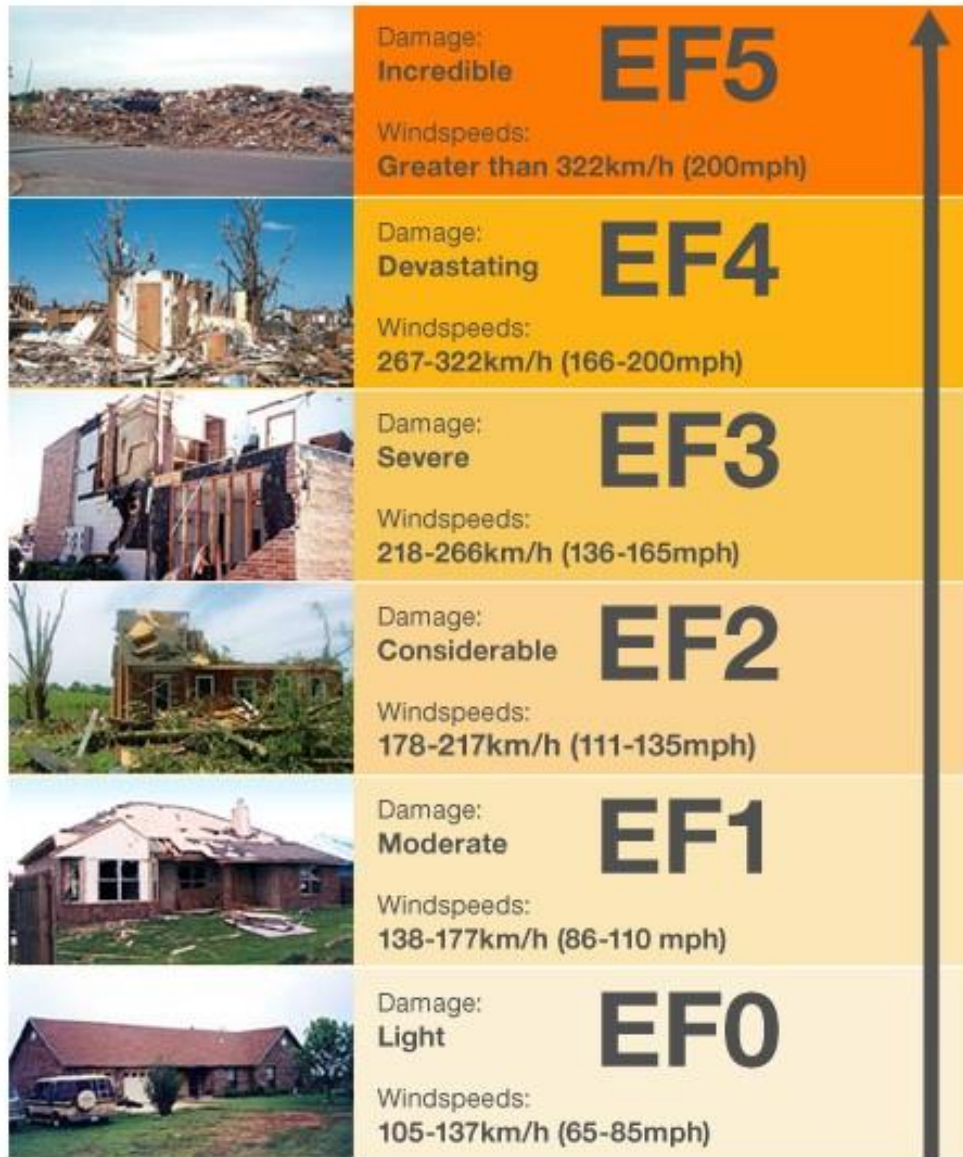 Damage:
Incredible
EF5
Windspeeds:
Greater than 322km/h (200mph)
Damage:
Devastating
EF4
Windspeeds:
267-322km/h (166-200mph)
Damage:
Severe
EF3
Windspeeds:
218-266km/h (136-165mph)
Damage:
Considerable
EF2
Windspeeds:
178-217km/h (111-135mph)
Damage:
Moderate
EF1
Windspeeds:
138-177km/h (86-110 mph)
Damage:
Light
EF0
Windspeeds:
105-137km/h (65-85mph)